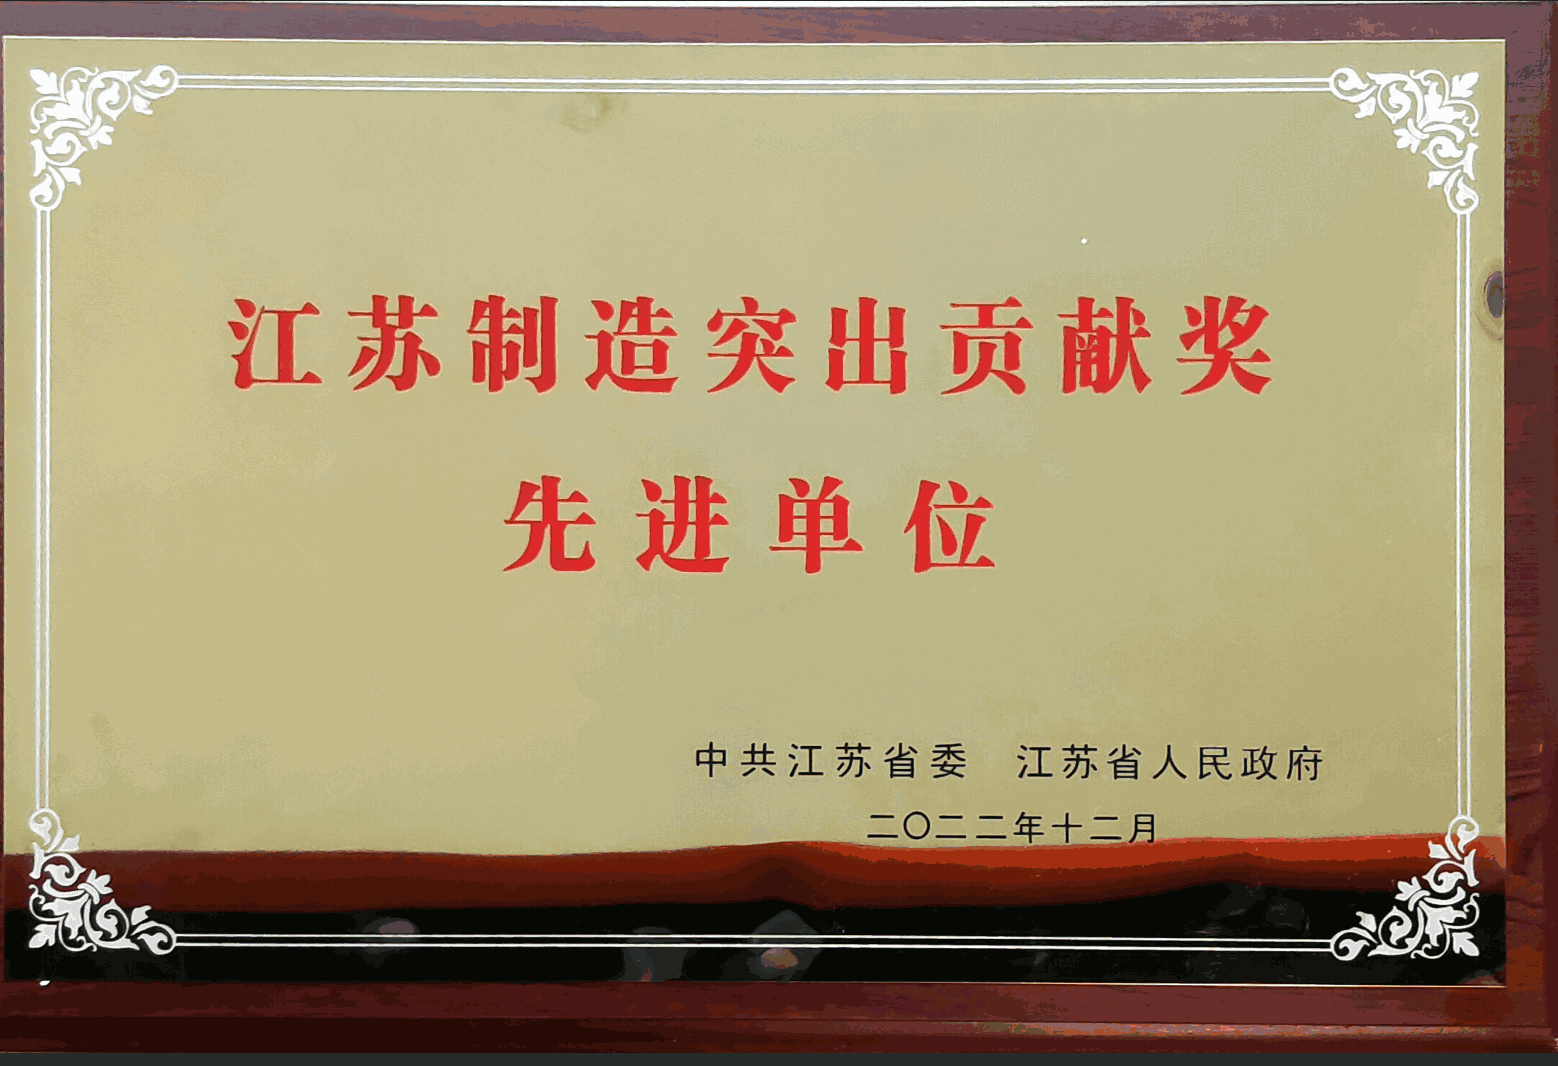 江苏制造突出贡献奖
先进单位
中共江苏省委 江苏省人民政府
二〇二二年十二月